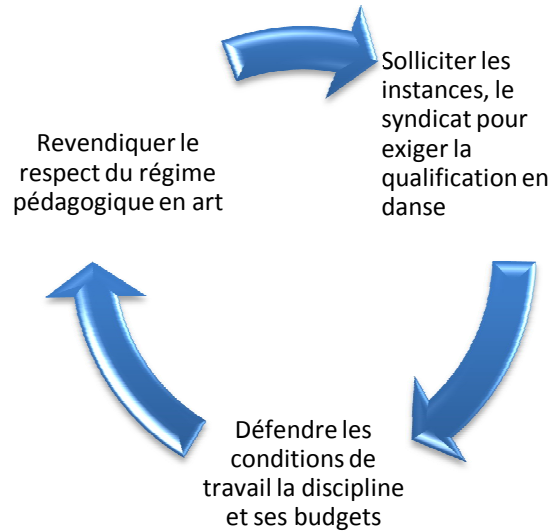 Solliciter les
instances, le
syndicat pour
exiger la
qualification en
danse
Défendre les
conditions de
travail la discipline
et ses budgets
Revendiquer le
respect du régime
pédagogique en art